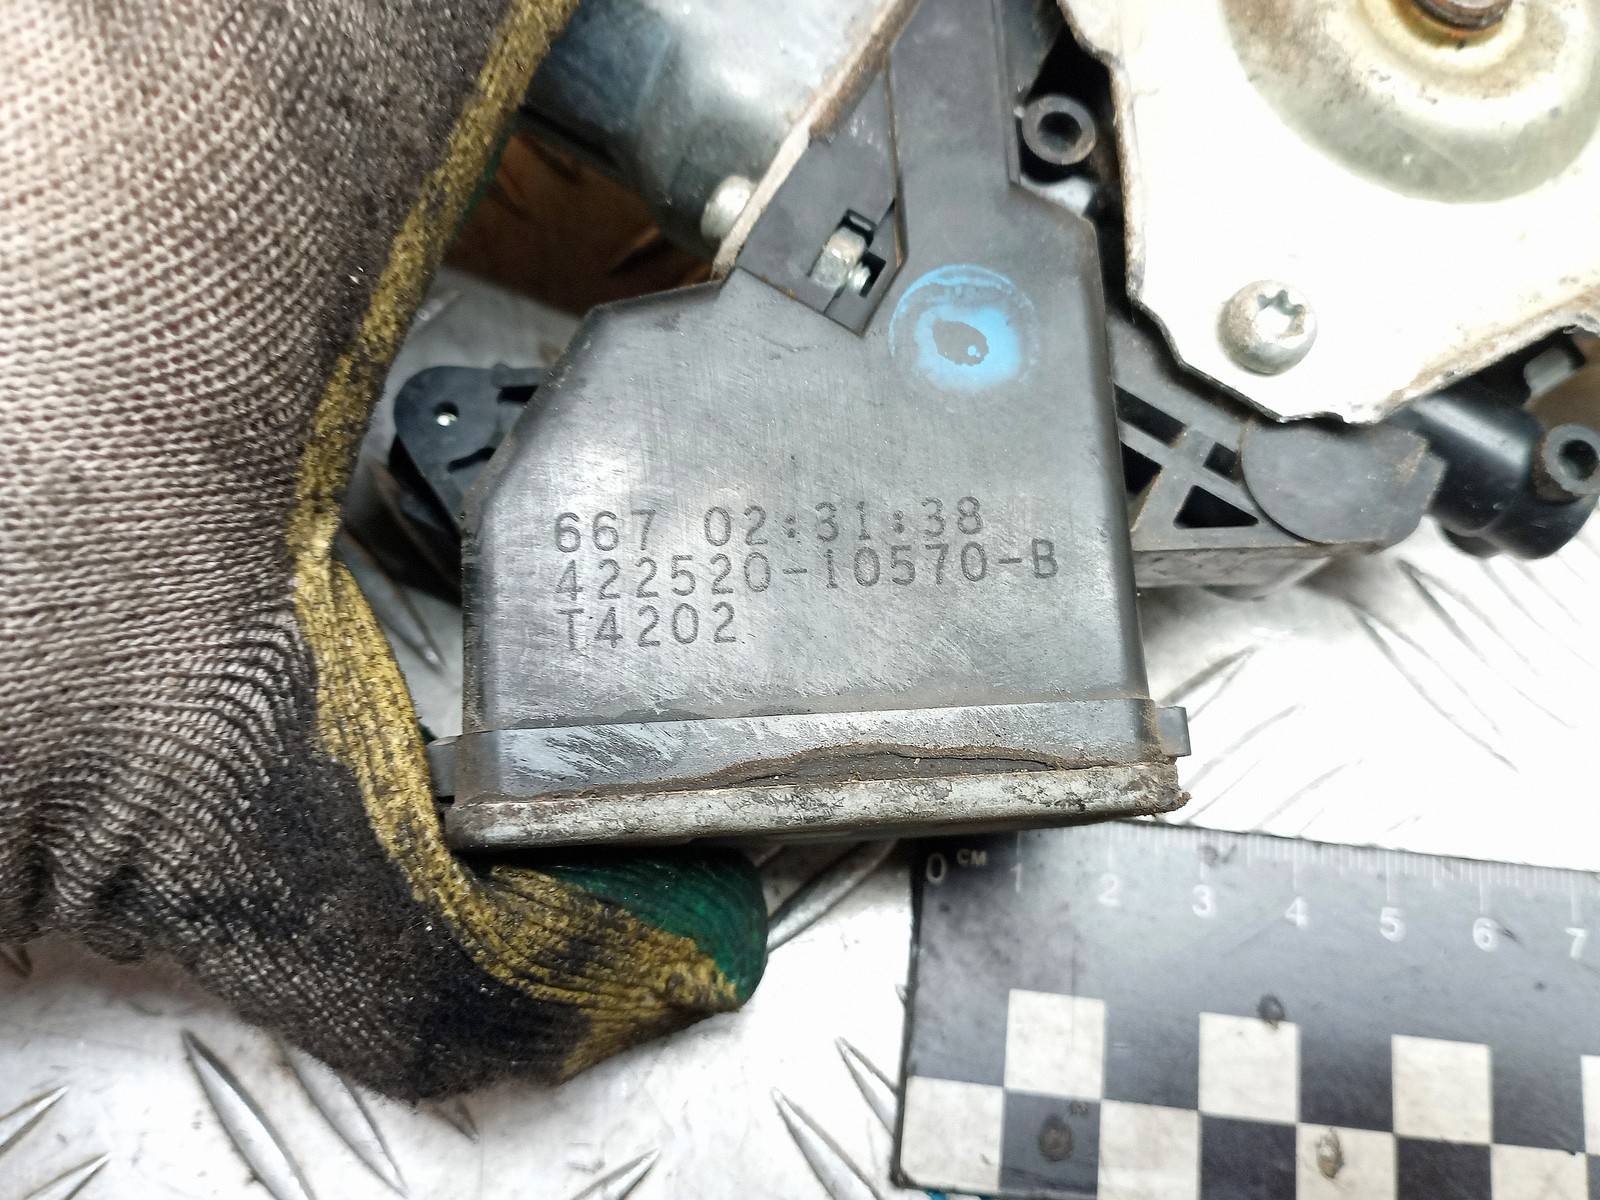 667 02:31:38
422520-10570-B
T4202
0 CM 1 2 3 4 5 6 7